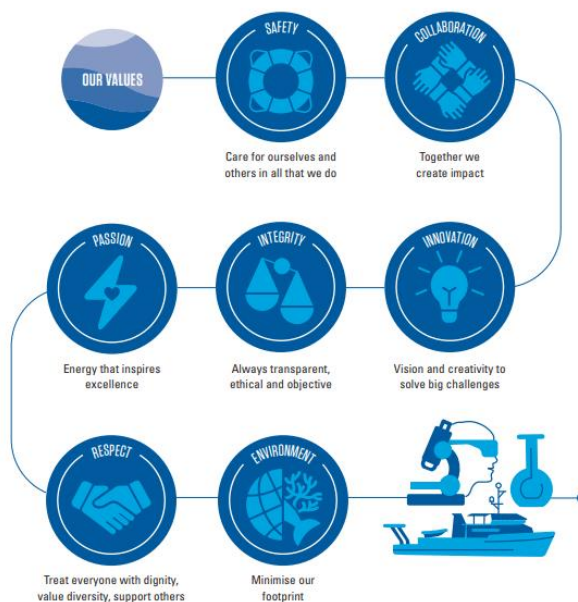 OUR VALUES
SAFETY
Care for ourselves and
others in all that we do
COLLABORATION
Together we
create impact
INNOVATION
Vision and creativity to
solve big challenges
INTEGRITY
Always transparent,
ethical and objective
PASSION
Energy that inspires
excellence
RESPECT
Treat everyone with dignity,
value diversity, support others
ENVIRONMENT
Minimise our
footprint